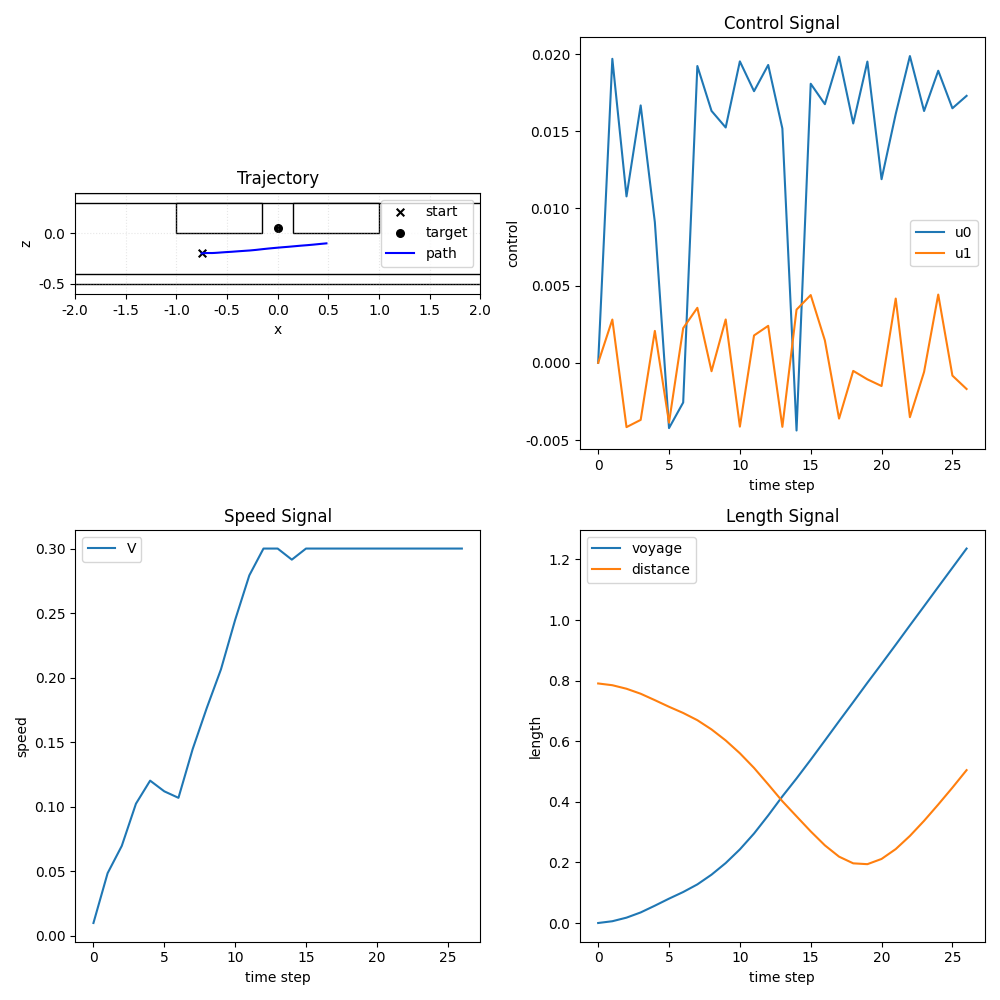 Trajectory
z
0.0
-0.5
start
target
path
-2.0 -1.5 -1.0 -0.5 0.0 0.5 1.0 1.5 2.0
x
Control Signal
control
0.020
0.015
0.010
0.005
0.000
-0.005
u0
u1
0 5 10 15 20 25
time step
Speed Signal
speed
0.30
0.25
0.20
0.15
0.10
0.05
0.00
V
0 5 10 15 20 25
time step
Length Signal
length
1.2
1.0
0.8
0.6
0.4
0.2
0.0
voyage
distance
0 5 10 15 20 25
time step